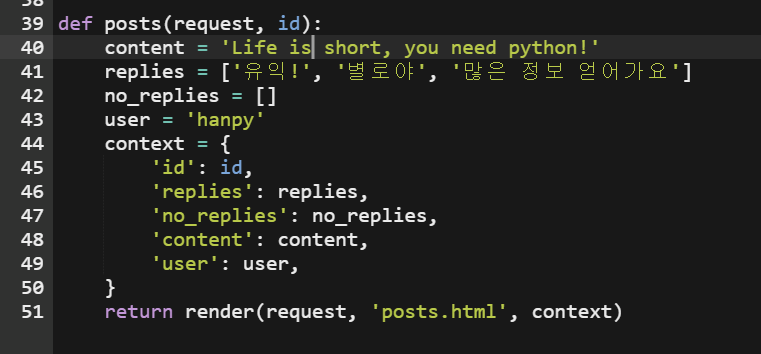 38
39 def posts(request, id):
40     content = 'Life is short, you need python!'
41     replies = ['유익!', '별로야', '많은 정보 얻어가요']
42     no_replies = []
43     user = 'hanpy'
44     context = {
45         'id': id,
46         'replies': replies,
47         'no_replies': no_replies,
48         'content': content,
49         'user': user,
50     }
51     return render(request, 'posts.html', context)